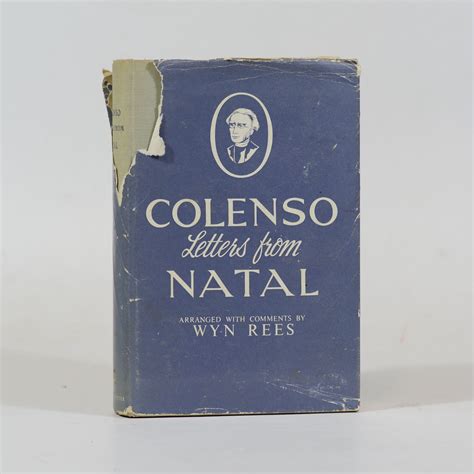 COLENSO
Letters from
NATAL
ARRANGED WITH COMMENTS BY
WYN REES